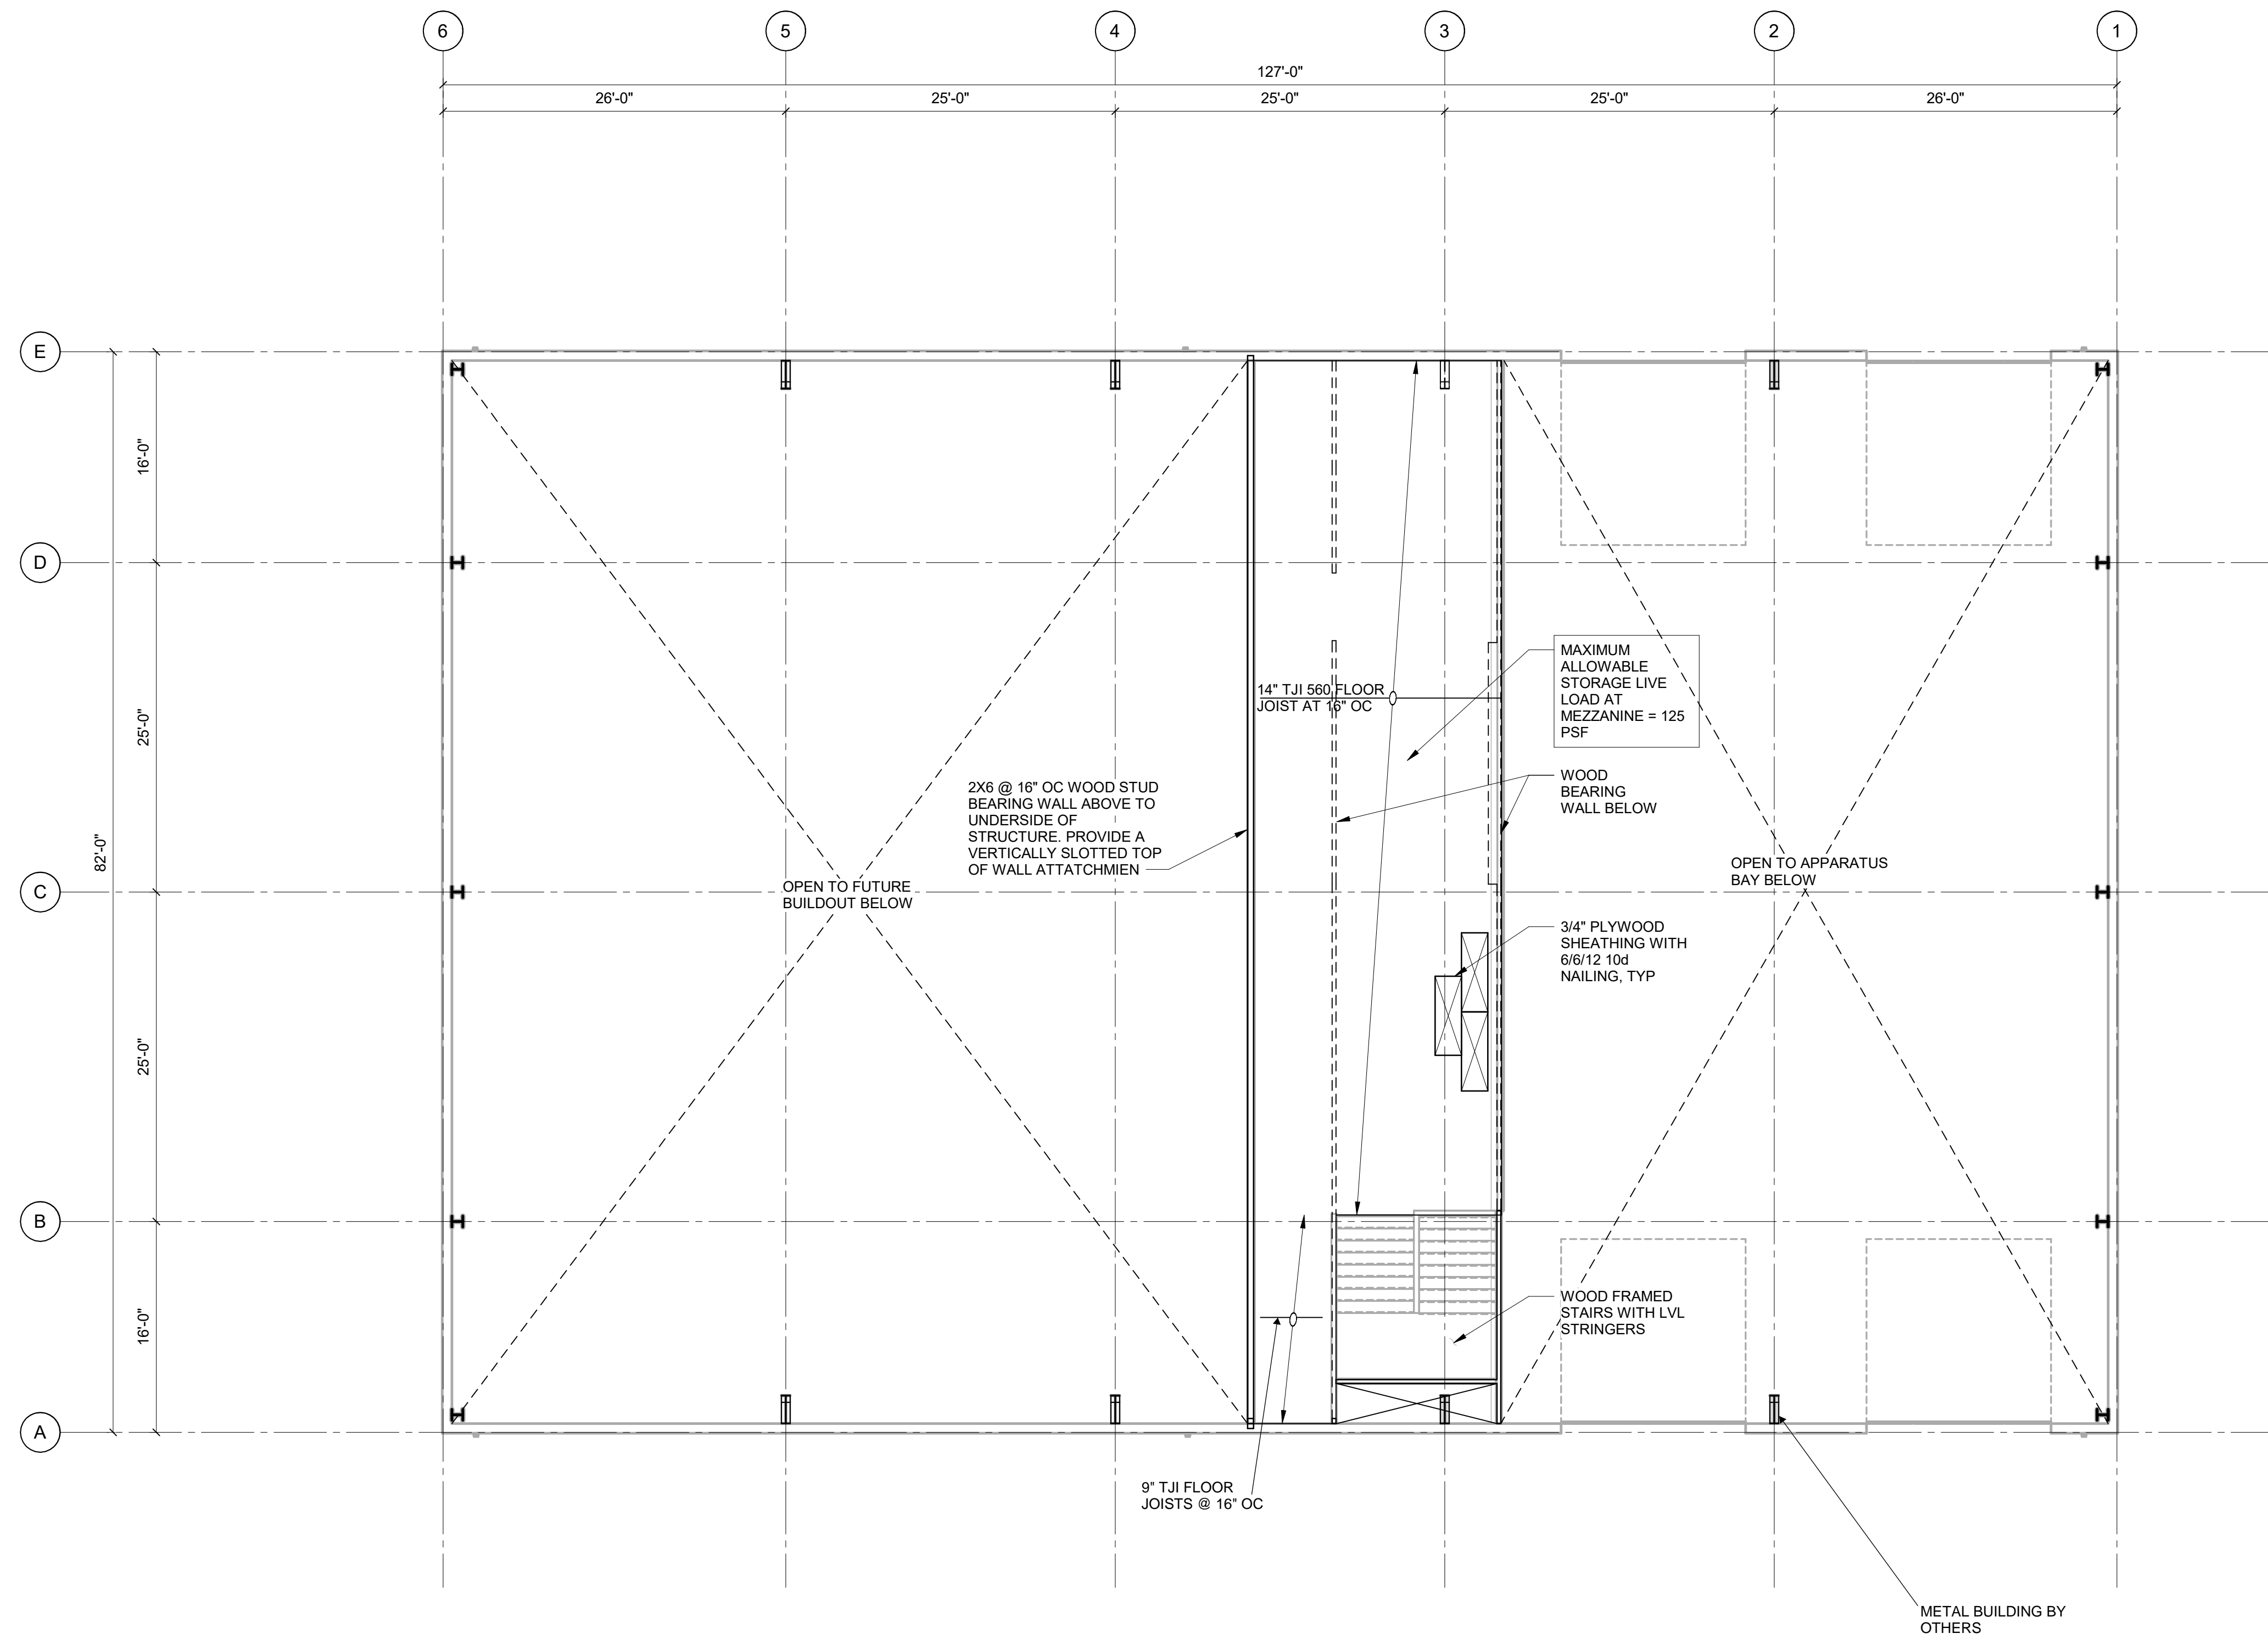 6
5
4
3
2
1
127'-0"
26'-0"
25'-0"
25'-0"
25'-0"
26'-0"
E
D
C
B
A
82'-0"
16'-0"
25'-0"
25'-0"
16'-0"
14" TJI 560 FLOOR
JOIST AT 16" OC
MAXIMUM
ALLOWABLE
STORAGE LIVE
LOAD AT
MEZZANINE = 125
PSF
2X6 @ 16" OC WOOD STUD
BEARING WALL ABOVE TO
UNDERSIDE OF
STRUCTURE. PROVIDE A
VERTICALLY SLOTTED TOP
OF WALL ATTATCHMIEN
WOOD
BEARING
WALL BELOW
OPEN TO FUTURE
BUILDOUT BELOW
OPEN TO APPARATUS
BAY BELOW
3/4" PLYWOOD
SHEATHING WITH
6/6/12 10d
NAILING, TYP
WOOD FRAMED
STAIRS WITH LVL
STRINGERS
9" TJI FLOOR
JOISTS @ 16" OC
METAL BUILDING BY
OTHERS